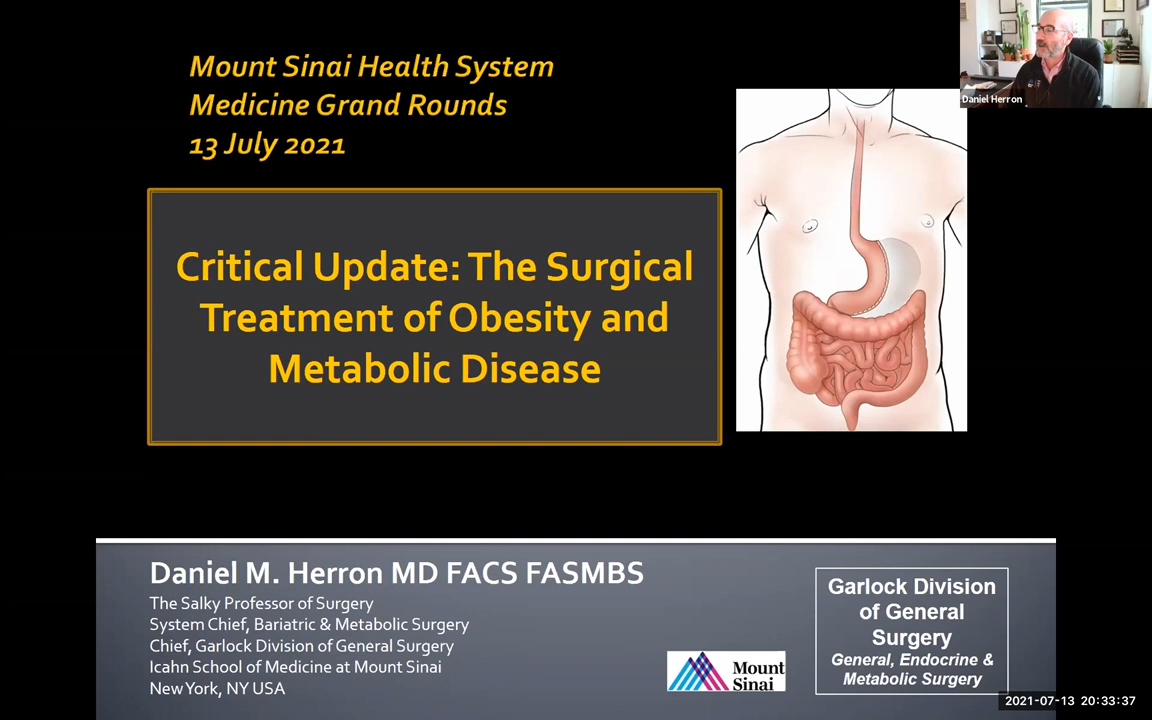 Mount Sinai Health System
Medicine Grand Rounds
13 July 2021
Daniel Herron
Critical Update: The Surgical
Treatment of Obesity and
Metabolic Disease
Daniel M. Herron MD FACS FASMBS
The Salky Professor of Surgery
System Chief, Bariatric & Metabolic Surgery
Chief, Garlock Division of General Surgery
Icahn School of Medicine at Mount Sinai
New York, NY USA
Mount
Sinai
Garlock Division
of General
Surgery
General, Endocrine &
Metabolic Surgery
2021-07-13 20:33:37